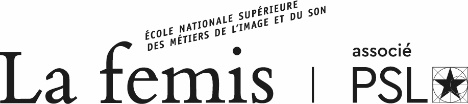 ÉCOLE NATIONALE SUPÉRIEURE
DES MÉTIERS DE L'IMAGE ET DU SON
La femis
associé
PSL